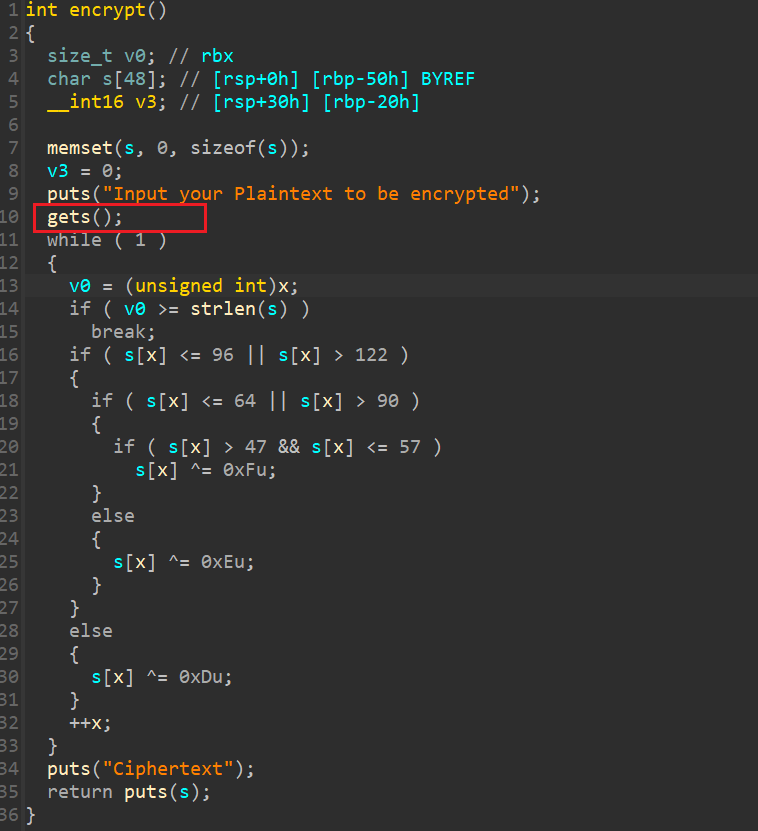 1 int encrypt()
2 {
3   size_t v0; // rbx
4   char s[48]; // [rsp+0h] [rbp-50h] BYREF
5   __int16 v3; // [rsp+30h] [rbp-20h]
6
7   memset(s, 0, sizeof(s));
8   v3 = 0;
9   puts("Input your Plaintext to be encrypted");
10   gets();
11   while ( 1 )
12   {
13     v0 = (unsigned int)x;
14     if ( v0 >= strlen(s) )
15       break;
16     if ( s[x] <= 96 || s[x] > 122 )
17     {
18       if ( s[x] <= 64 || s[x] > 90 )
19       {
20         if ( s[x] > 47 && s[x] <= 57 )
21           s[x] ^= 0xFu;
22       }
23       else
24       {
25         s[x] ^= 0xEu;
26       }
27     }
28     else
29     {
30       s[x] ^= 0xDu;
31     }
32     ++x;
33   }
34   puts("Ciphertext");
35   return puts(s);
36 }